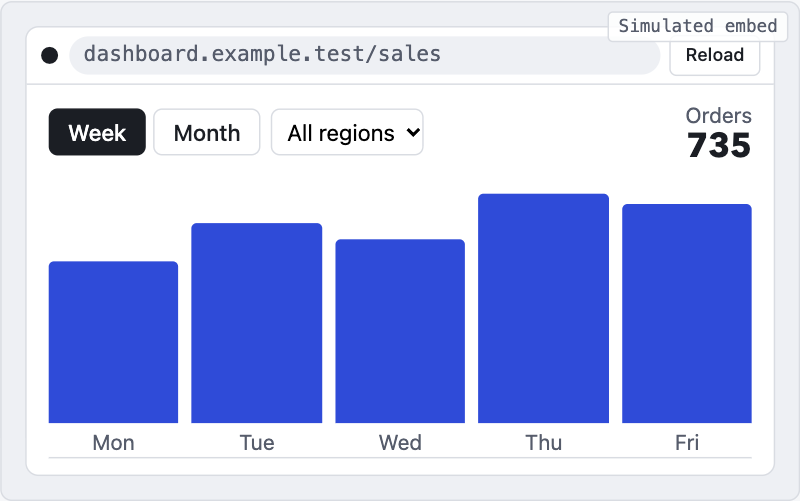 Simulated embed
dashboard.example.test/sales
Reload
Week
Month
All regions
Orders
735
Mon
Tue
Wed
Thu
Fri